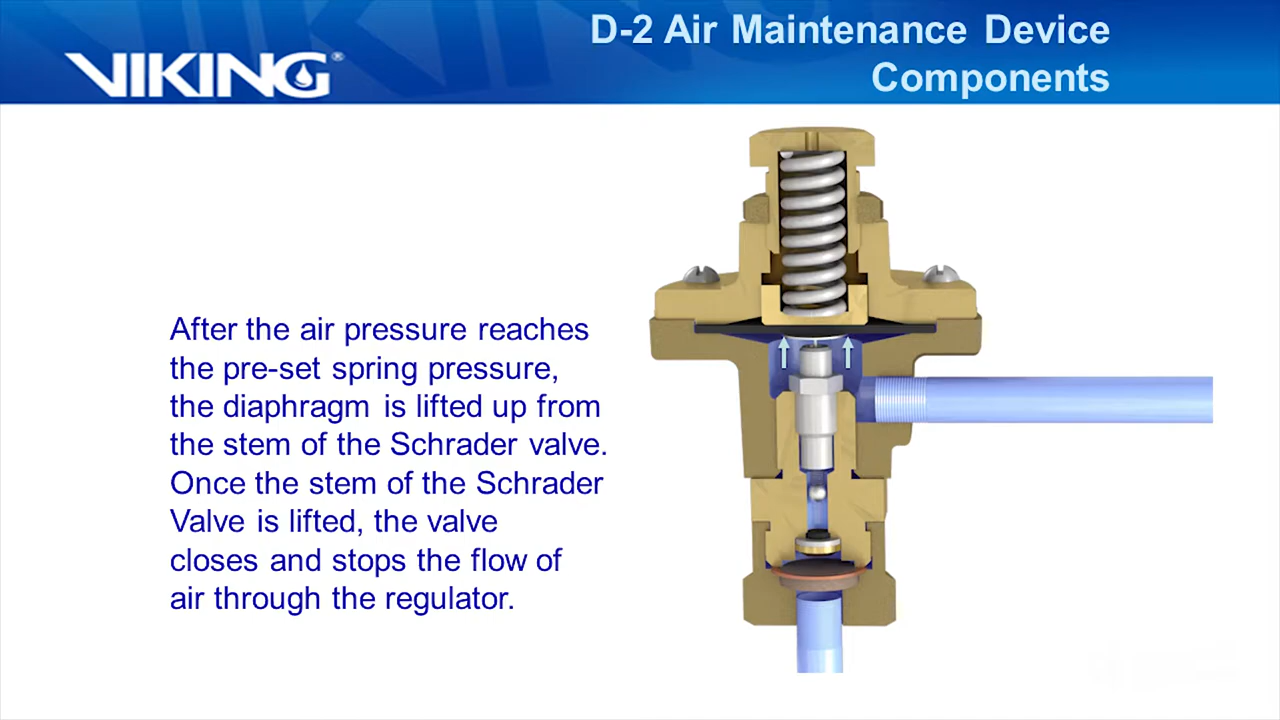 D-2 Air Maintenance Device
Components
VIKING®
After the air pressure reaches
the pre-set spring pressure,
the diaphragm is lifted up from
the stem of the Schrader valve.
Once the stem of the Schrader
Valve is lifted, the valve
closes and stops the flow of
air through the regulator.